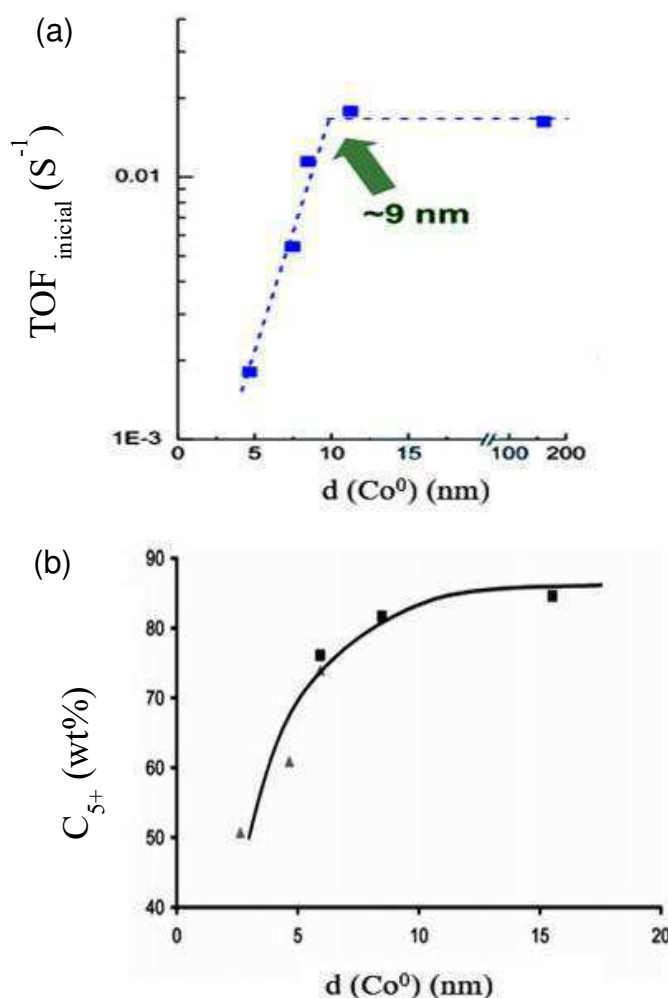 (a)
TOF inicial (S⁻¹)
0.01
1E-3
~9 nm
0 5 10 15 100 200
d (Co⁰) (nm)
(b)
C₅₊ (wt%)
90
80
70
60
50
40
0 5 10 15 20
d (Co⁰) (nm)